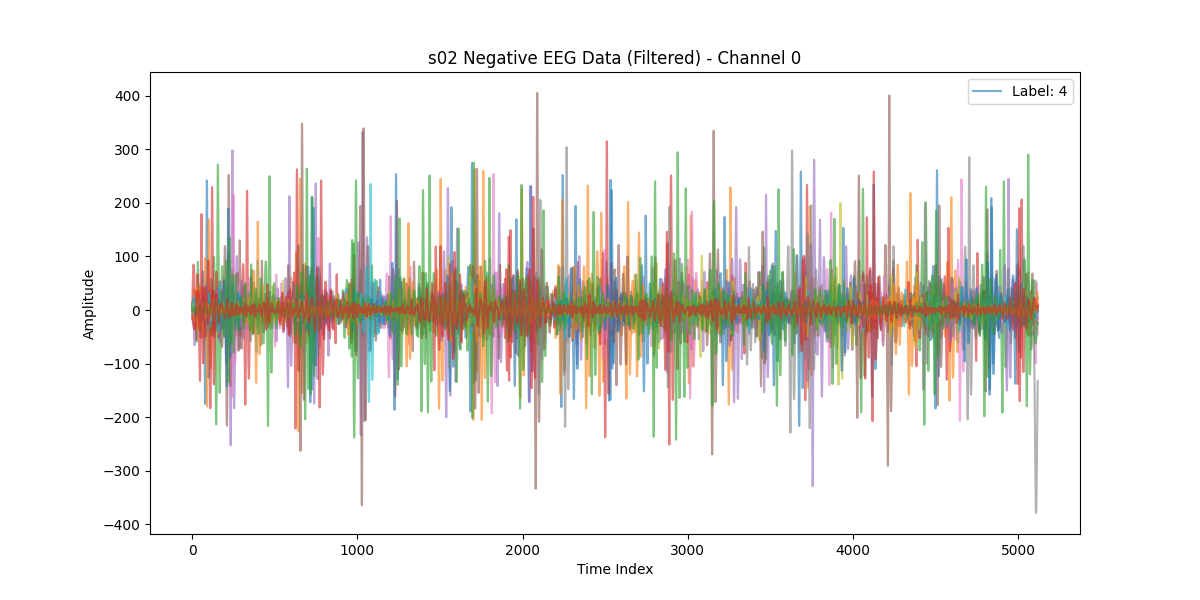 s02 Negative EEG Data (Filtered) - Channel 0
Label: 4
Amplitude
400
300
200
100
0
−100
−200
−300
−400
0 1000 2000 3000 4000 5000
Time Index